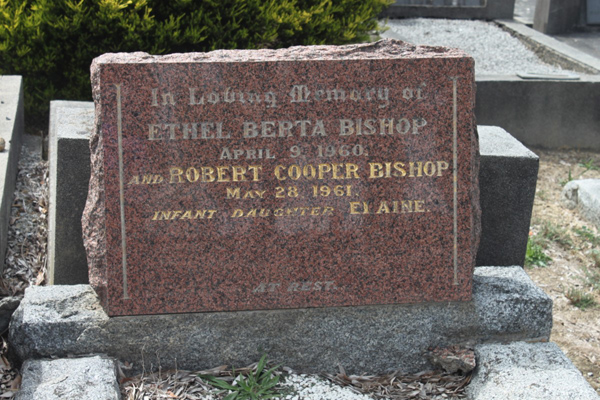 In Loving Memory of
ETHEL BERTA BISHOP
APRIL 9, 1960.
AND ROBERT COOPER BISHOP
MAY 28, 1961.
INFANT DAUGHTER ELAINE.
AT REST.